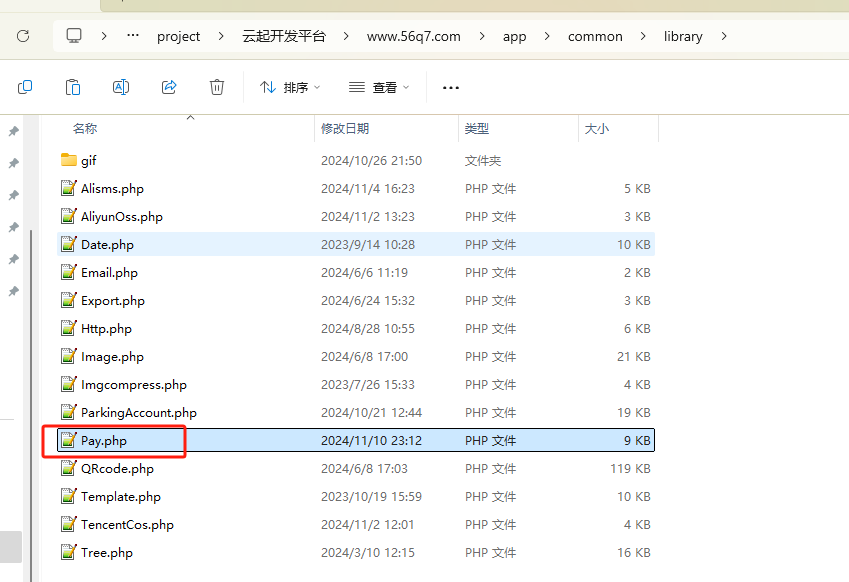 project 云起开发平台 www.56q7.com app common library
排序 查看
名称 修改日期 类型 大小
gif 2024/10/26 21:50 文件夹
Alisms.php 2024/11/4 16:23 PHP 文件 5 KB
AliyunOss.php 2024/11/2 13:23 PHP 文件 3 KB
Date.php 2023/9/14 10:28 PHP 文件 10 KB
Email.php 2024/6/6 11:19 PHP 文件 2 KB
Export.php 2024/6/24 15:32 PHP 文件 3 KB
Http.php 2024/8/28 10:55 PHP 文件 6 KB
Image.php 2024/6/8 17:00 PHP 文件 21 KB
Imgcompress.php 2023/7/26 15:33 PHP 文件 4 KB
ParkingAccount.php 2024/10/21 12:44 PHP 文件 19 KB
Pay.php 2024/11/10 23:12 PHP 文件 9 KB
QRcode.php 2024/6/8 17:03 PHP 文件 119 KB
Template.php 2023/10/19 15:59 PHP 文件 10 KB
TencentCos.php 2024/11/2 12:01 PHP 文件 4 KB
Tree.php 2024/3/10 12:15 PHP 文件 16 KB